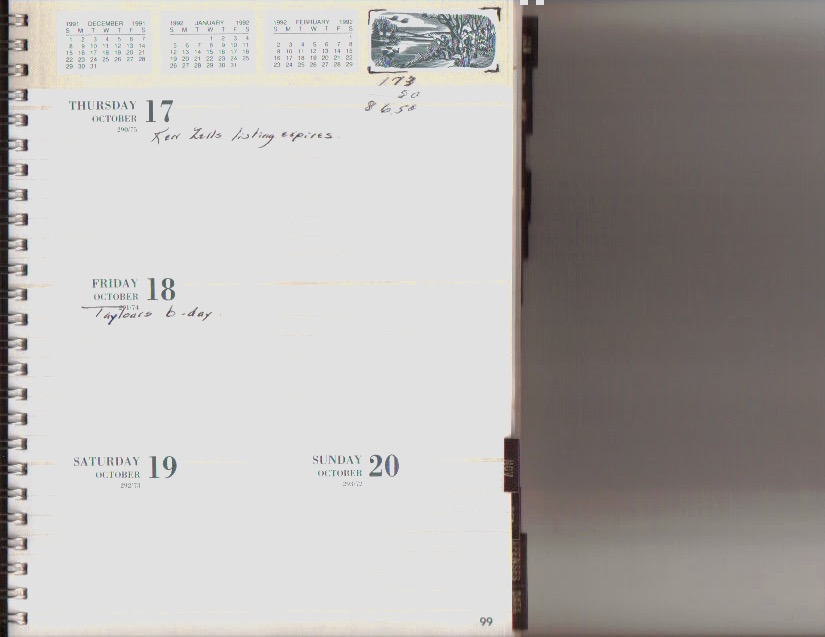 1991 DECEMBER 1991
S M T W T F S
1 2 3 4 5 6 7
8 9 10 11 12 13 14
15 16 17 18 19 20 21
22 23 24 25 26 27 28
29 30 31
1992 JANUARY 1992
S M T W T F S
1 2 3 4
5 6 7 8 9 10 11
12 13 14 15 16 17 18
19 20 21 22 23 24 25
26 27 28 29 30 31
1992 FEBRUARY 1992
S M T W T F S
1
2 3 4 5 6 7 8
9 10 11 12 13 14 15
16 17 18 19 20 21 22
23 24 25 26 27 28 29
173
50
8650
THURSDAY 17
OCTOBER
290/75
listing expires
FRIDAY 18
OCTOBER
291/74
b-day
SATURDAY 19
OCTOBER
292/73
SUNDAY 20
OCTOBER
293/72
NOV
99